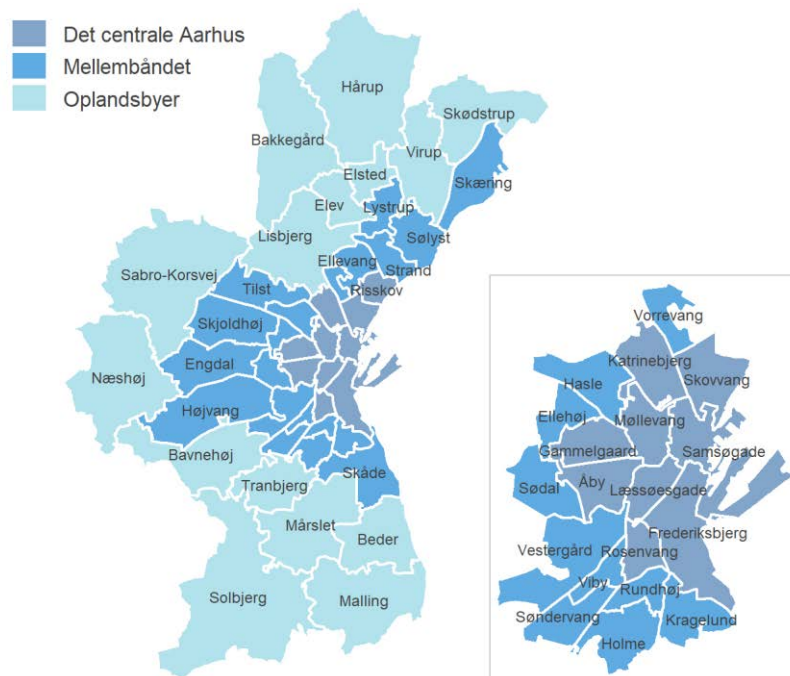 Det centrale Aarhus
Mellembåndet
Oplandsbyer
Hårup
Skødstrup
Bakkegård
Virup
Elsted
Skæring
Elev
Lystrup
Lisbjerg
Sølyst
Ellevang
Strand
Sabro-Korsvej
Tilst
Risskov
Skjoldhøj
Engdal
Næshøj
Højvang
Bavnehøj
Skåde
Tranbjerg
Mårslet
Beder
Solbjerg
Malling
Vorrevang
Katrinebjerg
Hasle
Skovvang
Ellehøj
Møllevang
Gammelgaard
Samsøgade
Åby
Sødal
Læssøesgade
Frederiksbjerg
Vestergård
Rosenvang
Viby
Rundhøj
Søndervang
Kragelund
Holme